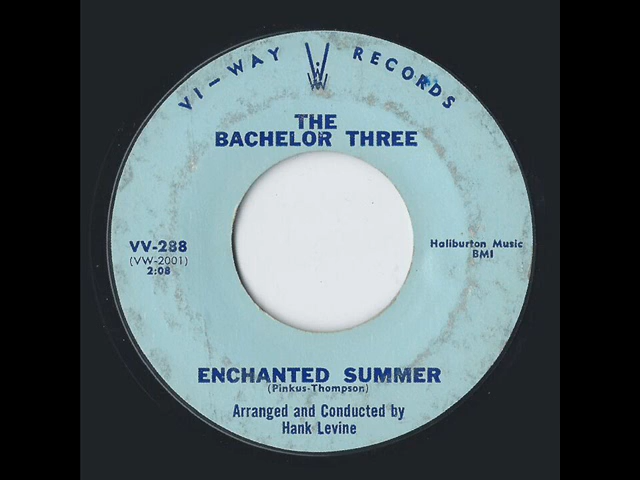 VI-WAY RECORDS
THE
BACHELOR THREE
VV-288
(VW-2001)
2:08
Haliburton Music
BMI
ENCHANTED SUMMER
(Pinkus-Thompson)
Arranged and Conducted by
Hank Levine